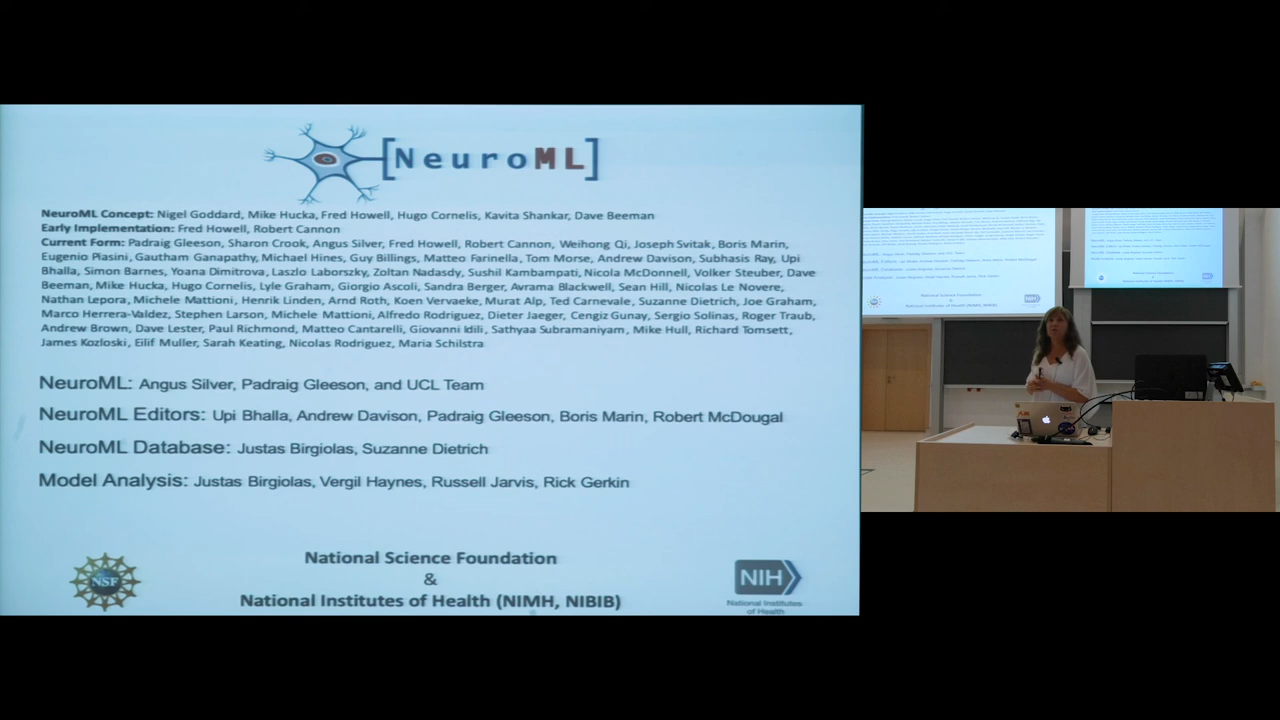 [NeuroML]
NeuroML Concept: Nigel Goddard, Mike Hucka, Fred Howell, Hugo Cornelis, Kavita Shankar, Dave Beeman
Early Implementation: Fred Howell, Robert Cannon
Current Form: Padraig Gleeson, Sharon Crook, Angus Silver, Fred Howell, Robert Cannon, Weihong Qi, Joseph Svitak, Boris Marin,
Eugenio Piasini, Gautham Ganapathy, Michael Hines, Guy Billings, Matteo Farinella, Tom Morse, Andrew Davison, Subhasis Ray, Upi
Bhalla, Simon Barnes, Yoana Dimitrova, Laszlo Laborszky, Zoltan Nadasdy, Sushil Kambampati, Nicola McDonnell, Volker Steuber, Dave
Beeman, Mike Hucka, Hugo Cornelis, Lyle Graham, Giorgio Ascoli, Sandra Berger, Avrama Blackwell, Sean Hill, Nicolas Le Novere,
Nathan Lepora, Michele Mattioni, Henrik Linden, Arnd Roth, Koen Vervaeke, Murat Alp, Ted Carnevale, Suzanne Dietrich, Joe Graham,
Marco Herrera-Valdez, Stephen Larson, Michele Mattioni, Alfredo Rodriguez, Dieter Jaeger, Cengiz Gunay, Sergio Solinas, Roger Traub,
Andrew Brown, Dave Lester, Paul Richmond, Matteo Cantarelli, Giovanni Idili, Sathyaa Subramaniyam, Mike Hull, Richard Tomsett,
James Kozloski, Eilif Muller, Sarah Keating, Nicolas Rodriguez, Maria Schilstra
NeuroML: Angus Silver, Padraig Gleeson, and UCL Team
NeuroML Editors: Upi Bhalla, Andrew Davison, Padraig Gleeson, Boris Marin, Robert McDougal
NeuroML Database: Justas Birgiolas, Suzanne Dietrich
Model Analysis: Justas Birgiolas, Vergil Haynes, Russell Jarvis, Rick Gerkin
NSF
National Science Foundation
&
National Institutes of Health (NIMH, NIBIB)
NIH
National Institutes
of Health